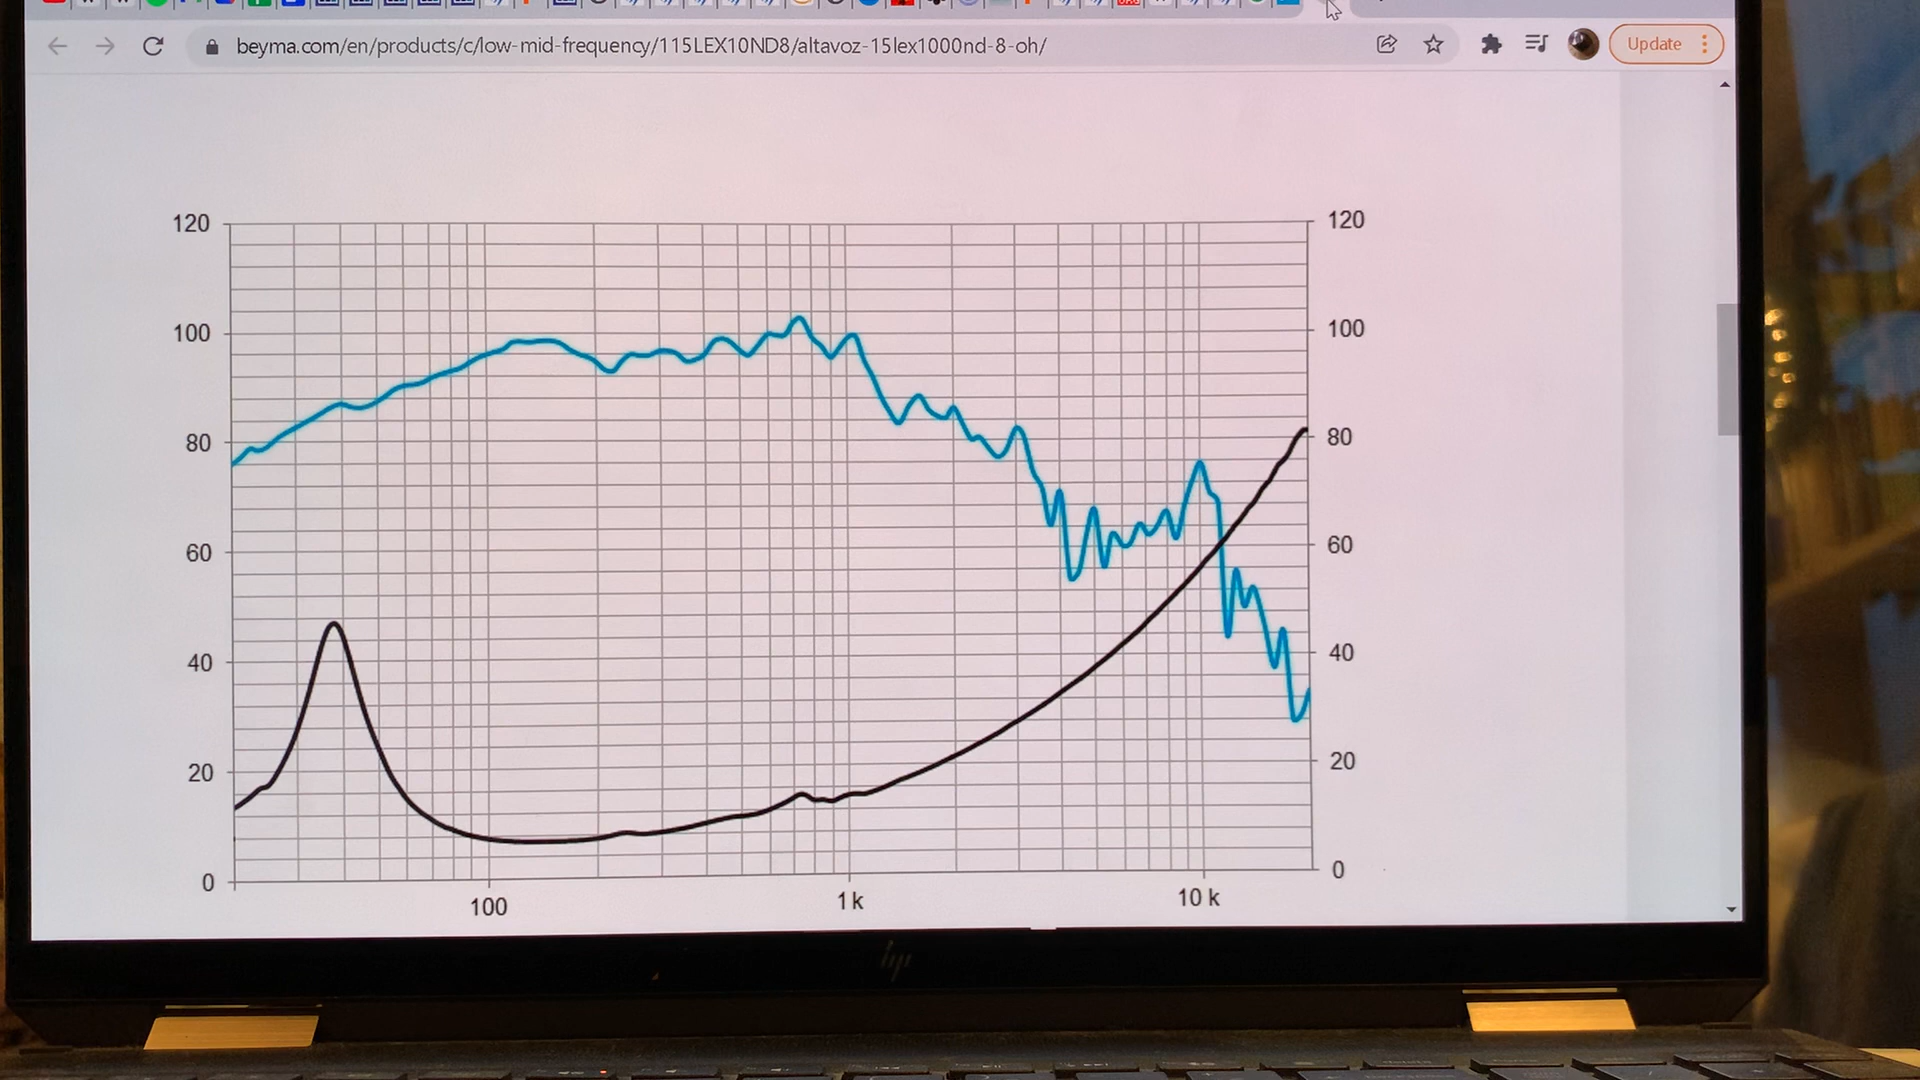 beyma.com/en/products/c/low-mid-frequency/115LEX10ND8/altavoz-15lex1000nd-8-oh/
Update
120 120
100 100
80 80
60 60
40 40
20 20
0 0
100 1 k 10 k
hp